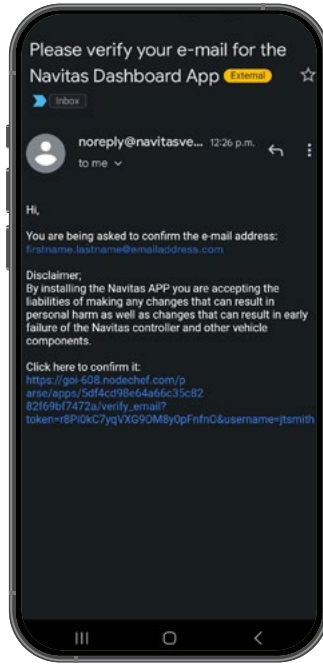 Please verify your e-mail for the
Navitas Dashboard App External
Inbox
noreply@navitasve... 12:26 p.m.
to me
Hi,
You are being asked to confirm the e-mail address:
firstname.lastname@emailaddress.com
Disclaimer;
By installing the Navitas APP you are accepting the
liabilities of making any changes that can result in
personal harm as well as changes that can result in early
failure of the Navitas controller and other vehicle
components.
Click here to confirm it:
https://goi-608.nodechef.com/p
arse/apps/5df4cd98e64a66c35c82
82f69bf7472a/verify_email?
token=r8Pi0kC7yqVXG9OM8y0pFnfnO&username=jtsmith